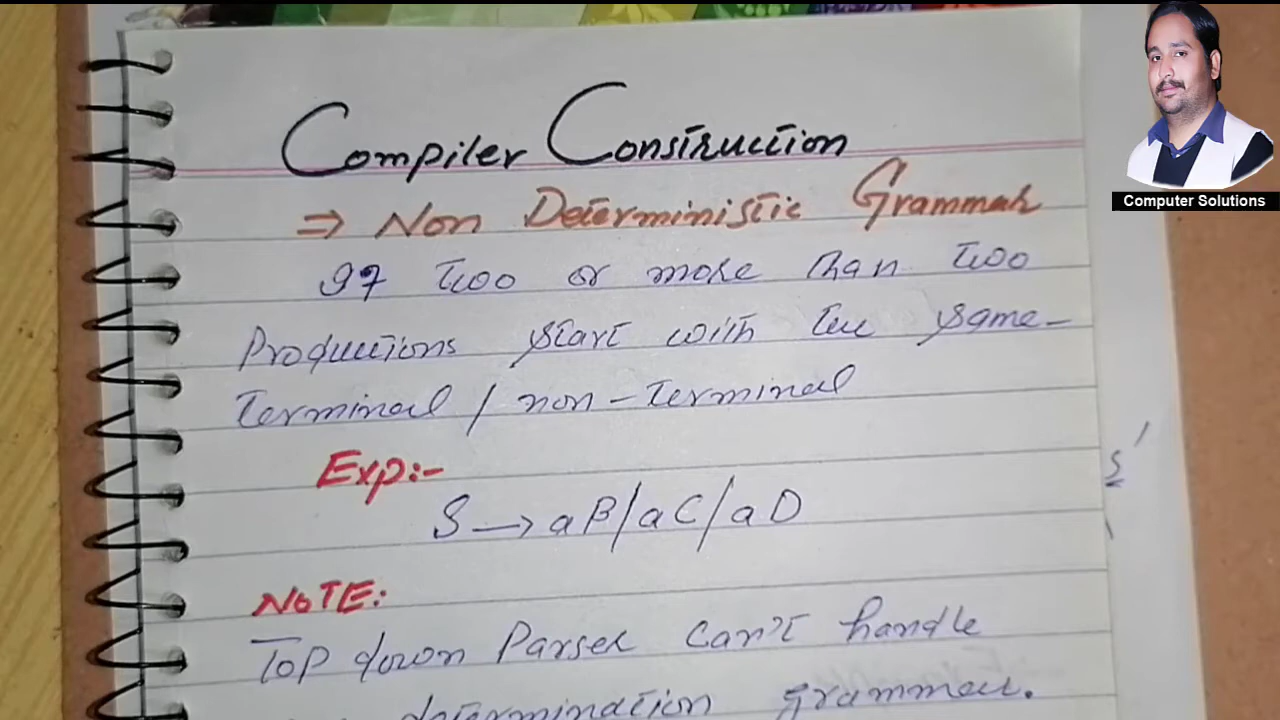 Compiler Construction
⇒ Non Deterministic Grammar
If two or more than two
Productions start with the same
Terminal / non-Terminal
Exp:-
S → aB/aC/aD
NOTE:
Top down Parser can't handle
grammar.
Computer Solutions
S'